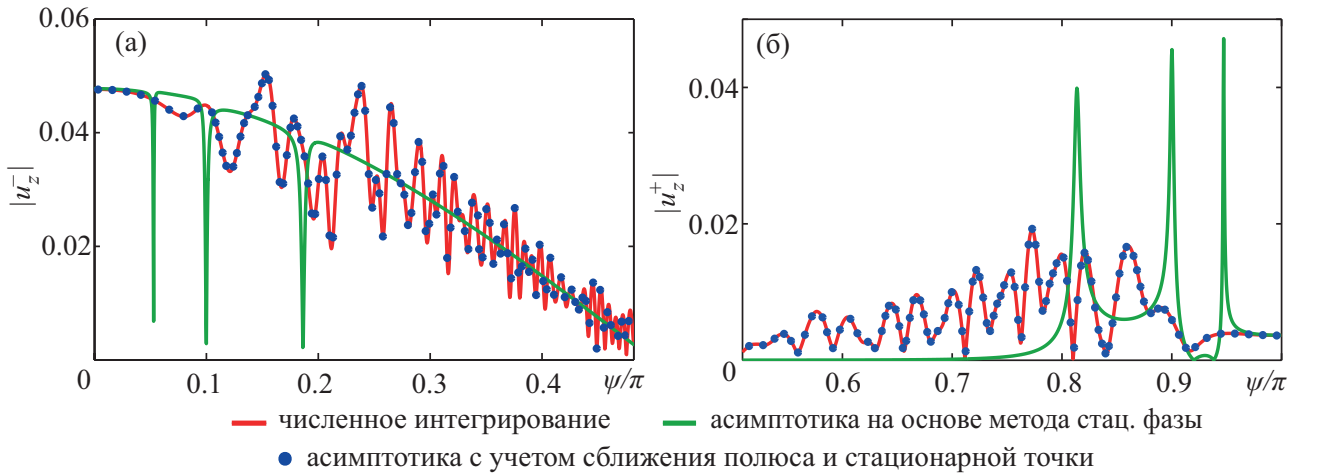 0.06
(а)
0.04
|u_z^-|
0.02
0
0.1
0.2
0.3
0.4
ψ/π
(б)
0.04
|u_z^+|
0.02
0
0.6
0.7
0.8
0.9
ψ/π
численное интегрирование
асимптотика на основе метода стац. фазы
асимптотика с учетом сближения полюса и стационарной точки